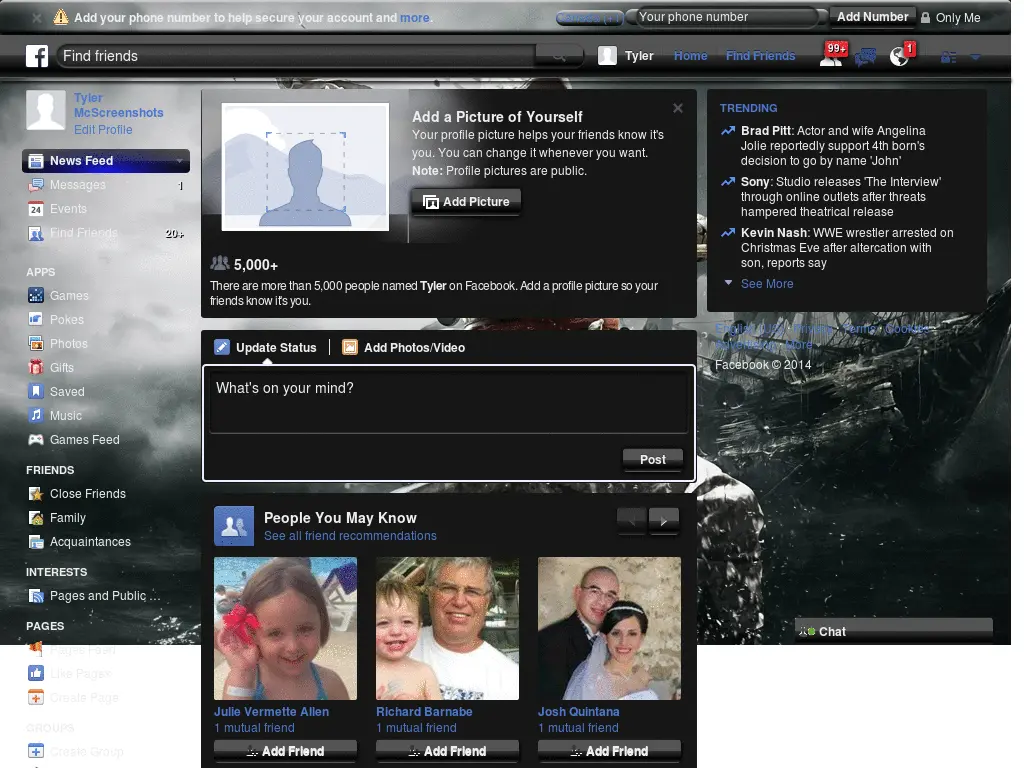 Add your phone number to help secure your account and more.
Your phone number
Add Number
Only Me
Find friends
Tyler
Home
Find Friends
99+
1
Tyler
McScreenshots
Edit Profile
News Feed
Messages
1
24
Events
Find Friends
20+
APPS
Games
Pokes
Photos
Gifts
Saved
Music
Games Feed
FRIENDS
Close Friends
Family
Acquaintances
INTERESTS
Pages and Public ...
PAGES
Pages Feed
Like Pages
Create Page
GROUPS
Create Group
Add a Picture of Yourself
Your profile picture helps your friends know it's
you. You can change it whenever you want.
Note: Profile pictures are public.
Add Picture
5,000+
There are more than 5,000 people named Tyler on Facebook. Add a profile picture so your
friends know it's you.
Update Status
Add Photos/Video
What's on your mind?
Post
People You May Know
See all friend recommendations
Julie Vermette Allen
1 mutual friend
Add Friend
Richard Barnabe
1 mutual friend
Add Friend
Josh Quintana
1 mutual friend
Add Friend
TRENDING
Brad Pitt: Actor and wife Angelina
Jolie reportedly support 4th born's
decision to go by name 'John'
Sony: Studio releases 'The Interview'
through online outlets after threats
hampered theatrical release
Kevin Nash: WWE wrestler arrested on
Christmas Eve after altercation with
son, reports say
See More
English (US) · Privacy · Terms · Cookies ·
Advertising · More
Facebook © 2014
Chat